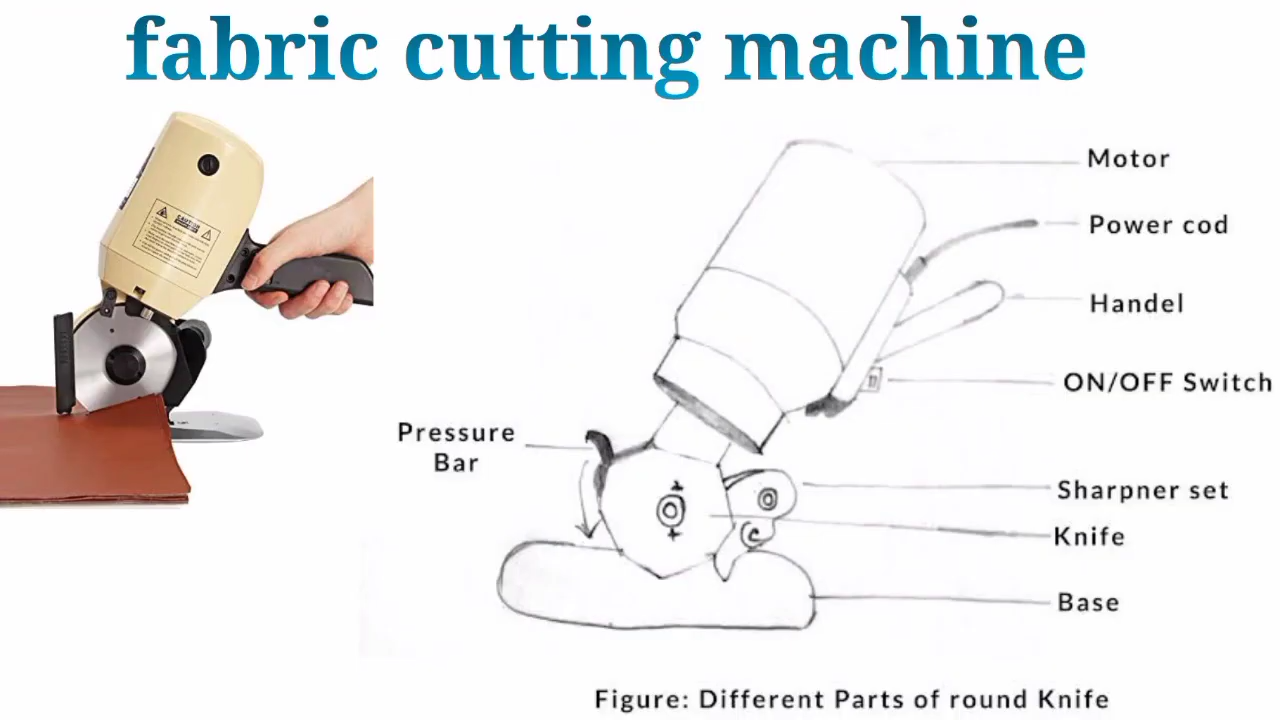 fabric cutting machine
CAUTION
Motor
Power cod
Handel
ON/OFF Switch
Pressure
Bar
Sharpner set
Knife
Base
Figure: Different Parts of round Knife